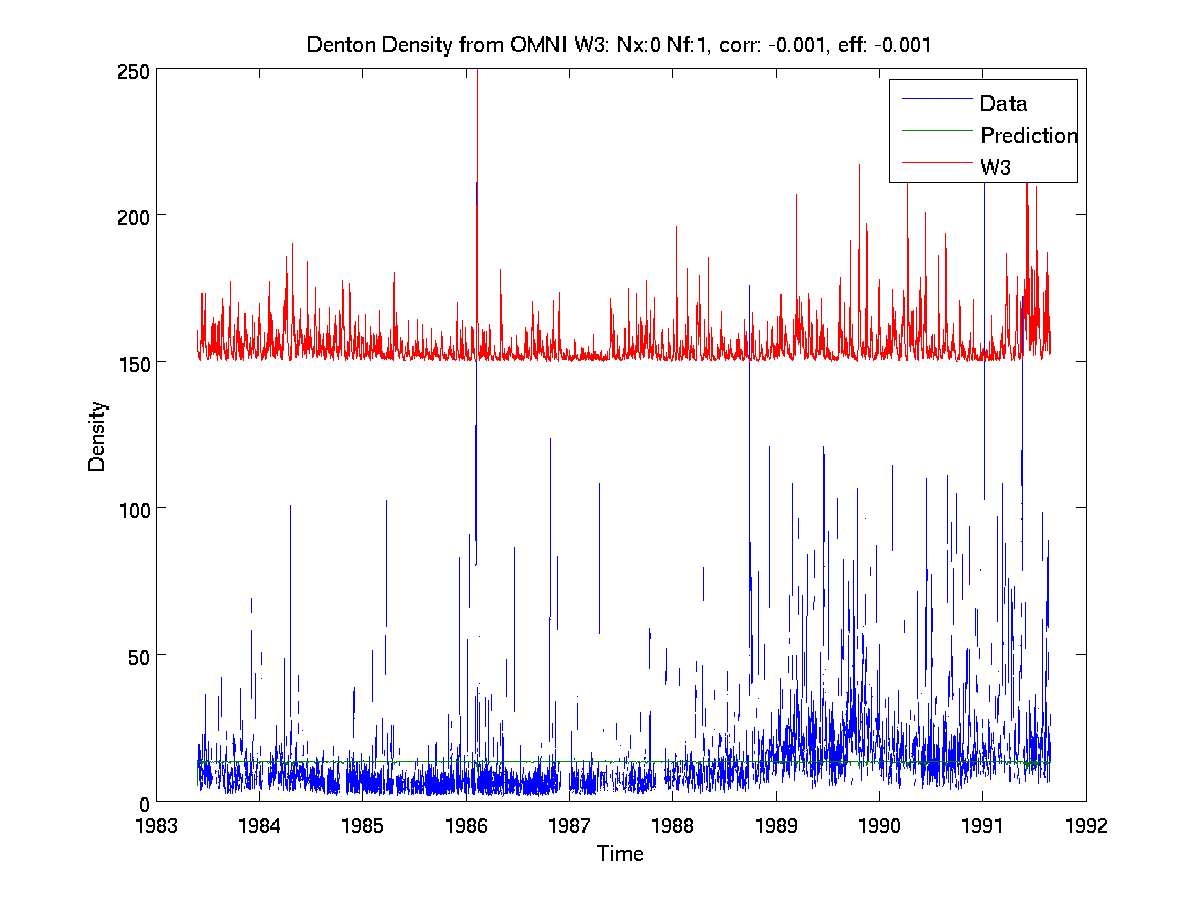 Denton Density from OMNI W3: Nx:0 Nf:1, corr: -0.001, eff: -0.001
250
200
150
100
50
0
Density
Data
Prediction
W3
1983 1984 1985 1986 1987 1988 1989 1990 1991 1992
Time